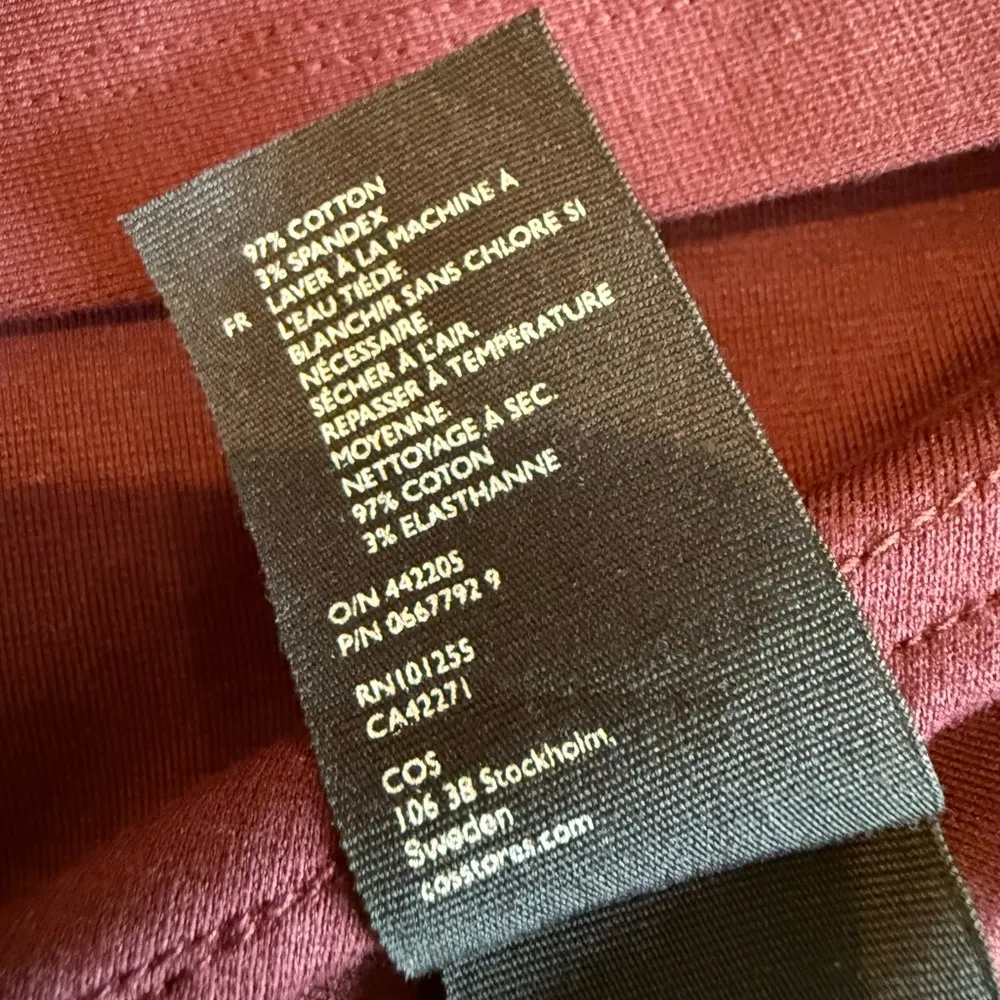 97% COTTON
3% SPANDEX
FR LAVER À LA MACHINE À
L'EAU TIÈDE.
BLANCHIR SANS CHLORE SI
NÉCESSAIRE.
SÉCHER À L'AIR.
REPASSER À TEMPÉRATURE
MOYENNE.
NETTOYAGE À SEC.
97% COTON
3% ELASTHANNE
O/N 442205
P/N 0667792 9
RN101255
CA42271
COS
106 38 Stockholm,
Sweden
cosstores.com